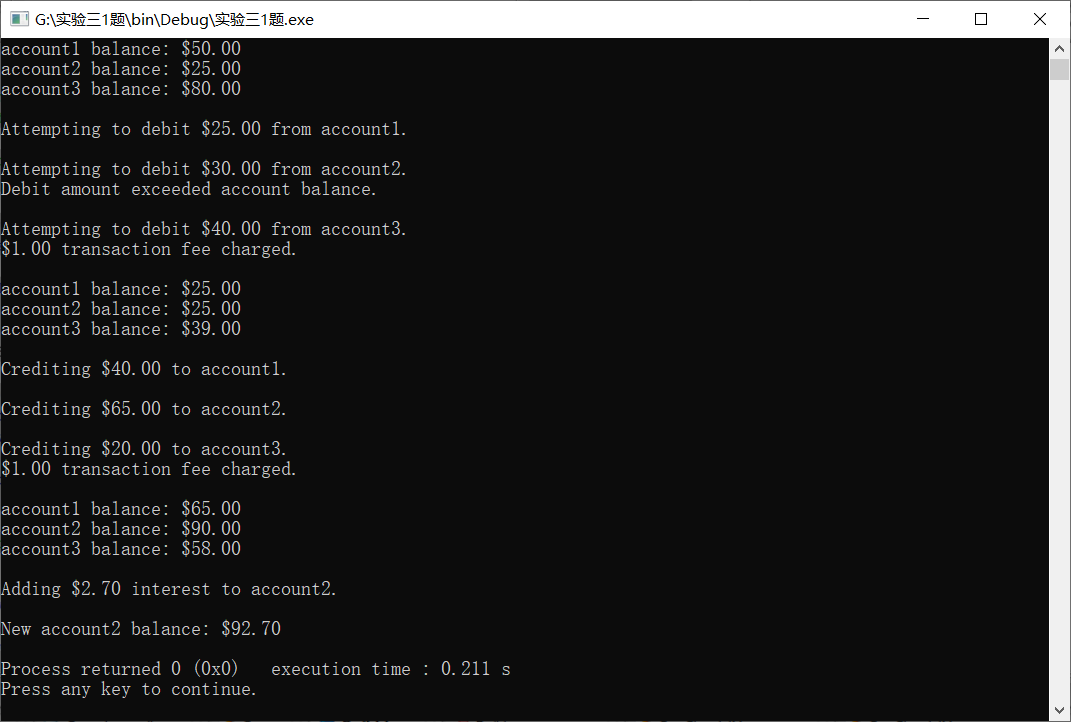 G:\实验三1题\bin\Debug\实验三1题.exe
account1 balance: $50.00
account2 balance: $25.00
account3 balance: $80.00
Attempting to debit $25.00 from account1.
Attempting to debit $30.00 from account2.
Debit amount exceeded account balance.
Attempting to debit $40.00 from account3.
$1.00 transaction fee charged.
account1 balance: $25.00
account2 balance: $25.00
account3 balance: $39.00
Crediting $40.00 to account1.
Crediting $65.00 to account2.
Crediting $20.00 to account3.
$1.00 transaction fee charged.
account1 balance: $65.00
account2 balance: $90.00
account3 balance: $58.00
Adding $2.70 interest to account2.
New account2 balance: $92.70
Process returned 0 (0x0)   execution time : 0.211 s
Press any key to continue.